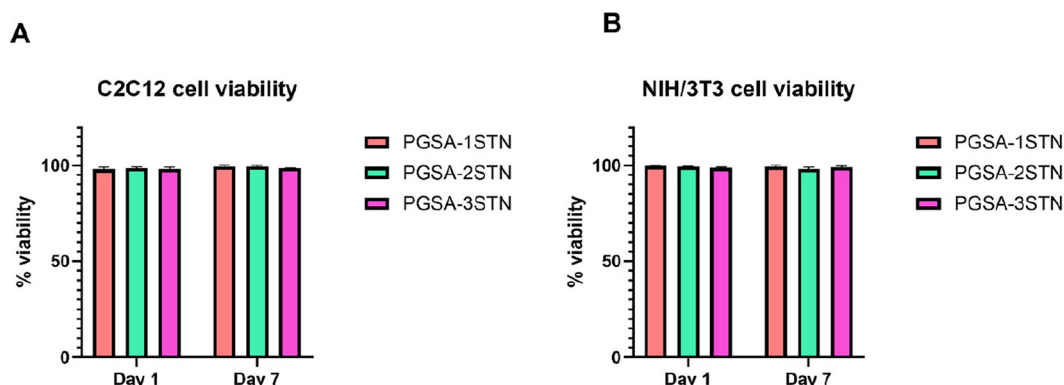 A
C2C12 cell viability
% viability
100
50
0
Day 1
Day 7
PGSA-1STN
PGSA-2STN
PGSA-3STN
B
NIH/3T3 cell viability
% viability
100
50
0
Day 1
Day 7
PGSA-1STN
PGSA-2STN
PGSA-3STN